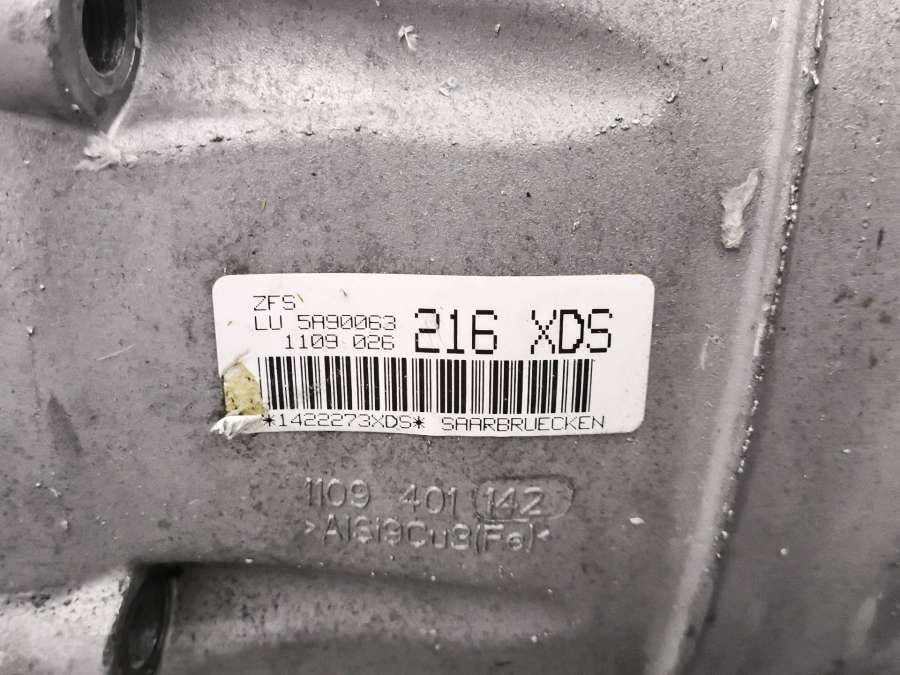 ZFS
LU 5A90063
1109 026
216 XDS
*1422273XDS* SAARBRUECKEN
1109 401 142
>AlSi9Cu3(Fe)<